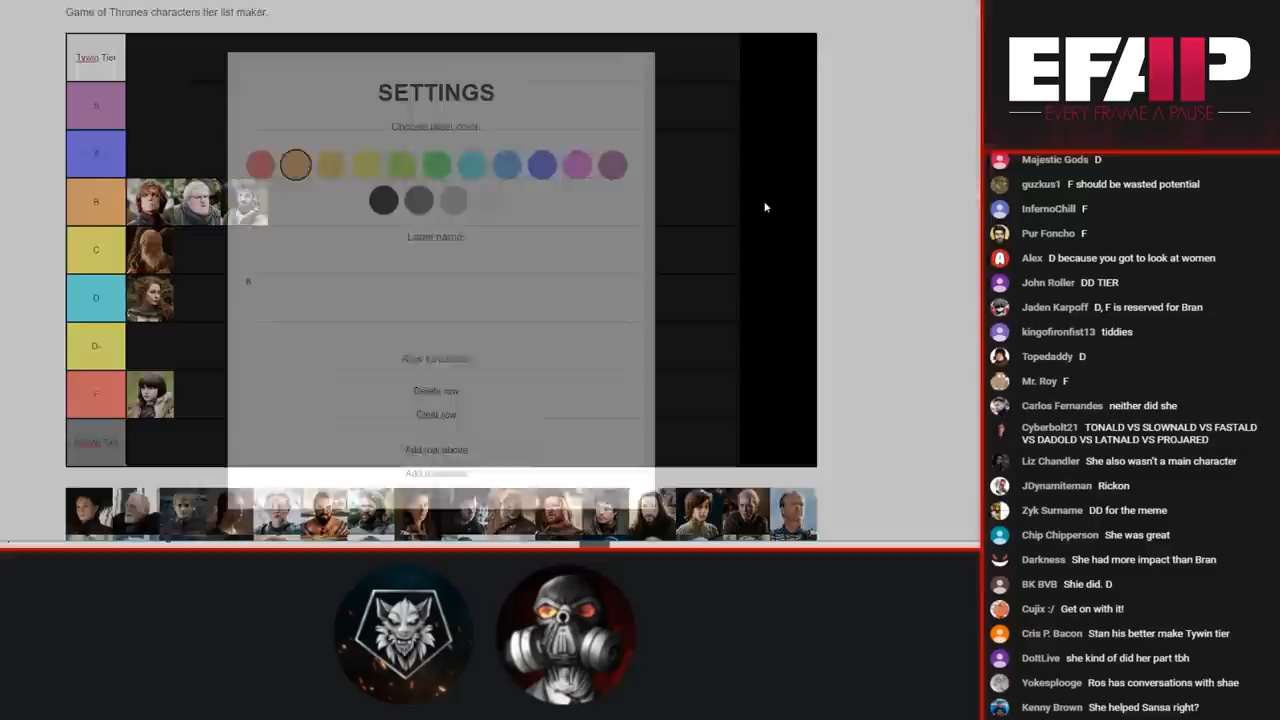 Game of Thrones characters tier list maker.
Tywin Tier
S
A
B
C
D
D-
F
SETTINGS
Label name:
B
Delete row
Clear row
Add row above
EFAP
EVERY FRAME A PAUSE
Majestic Gods D
guzkus1 F should be wasted potential
InfernoChill F
Pur Foncho F
Alex D because you got to look at women
John Roller DD TIER
Jaden Karpoff D, F is reserved for Bran
kingofironfist13 tiddies
Topedaddy D
Mr. Roy F
Carlos Fernandes neither did she
Cyberbolt21 TONALD VS SLOWNALD VS FASTALD
VS DADOLD VS LATNALD VS PROJARED
Liz Chandler She also wasn't a main character
JDynamiteman Rickon
Zyk Surname DD for the meme
Chip Chipperson She was great
Darkness She had more impact than Bran
BK BVB Shie did. D
Cujix :/ Get on with it!
Cris P. Bacon Stan his better make Tywin tier
DoItLive she kind of did her part tbh
Yokesplooge Ros has conversations with shae
Kenny Brown She helped Sansa right?